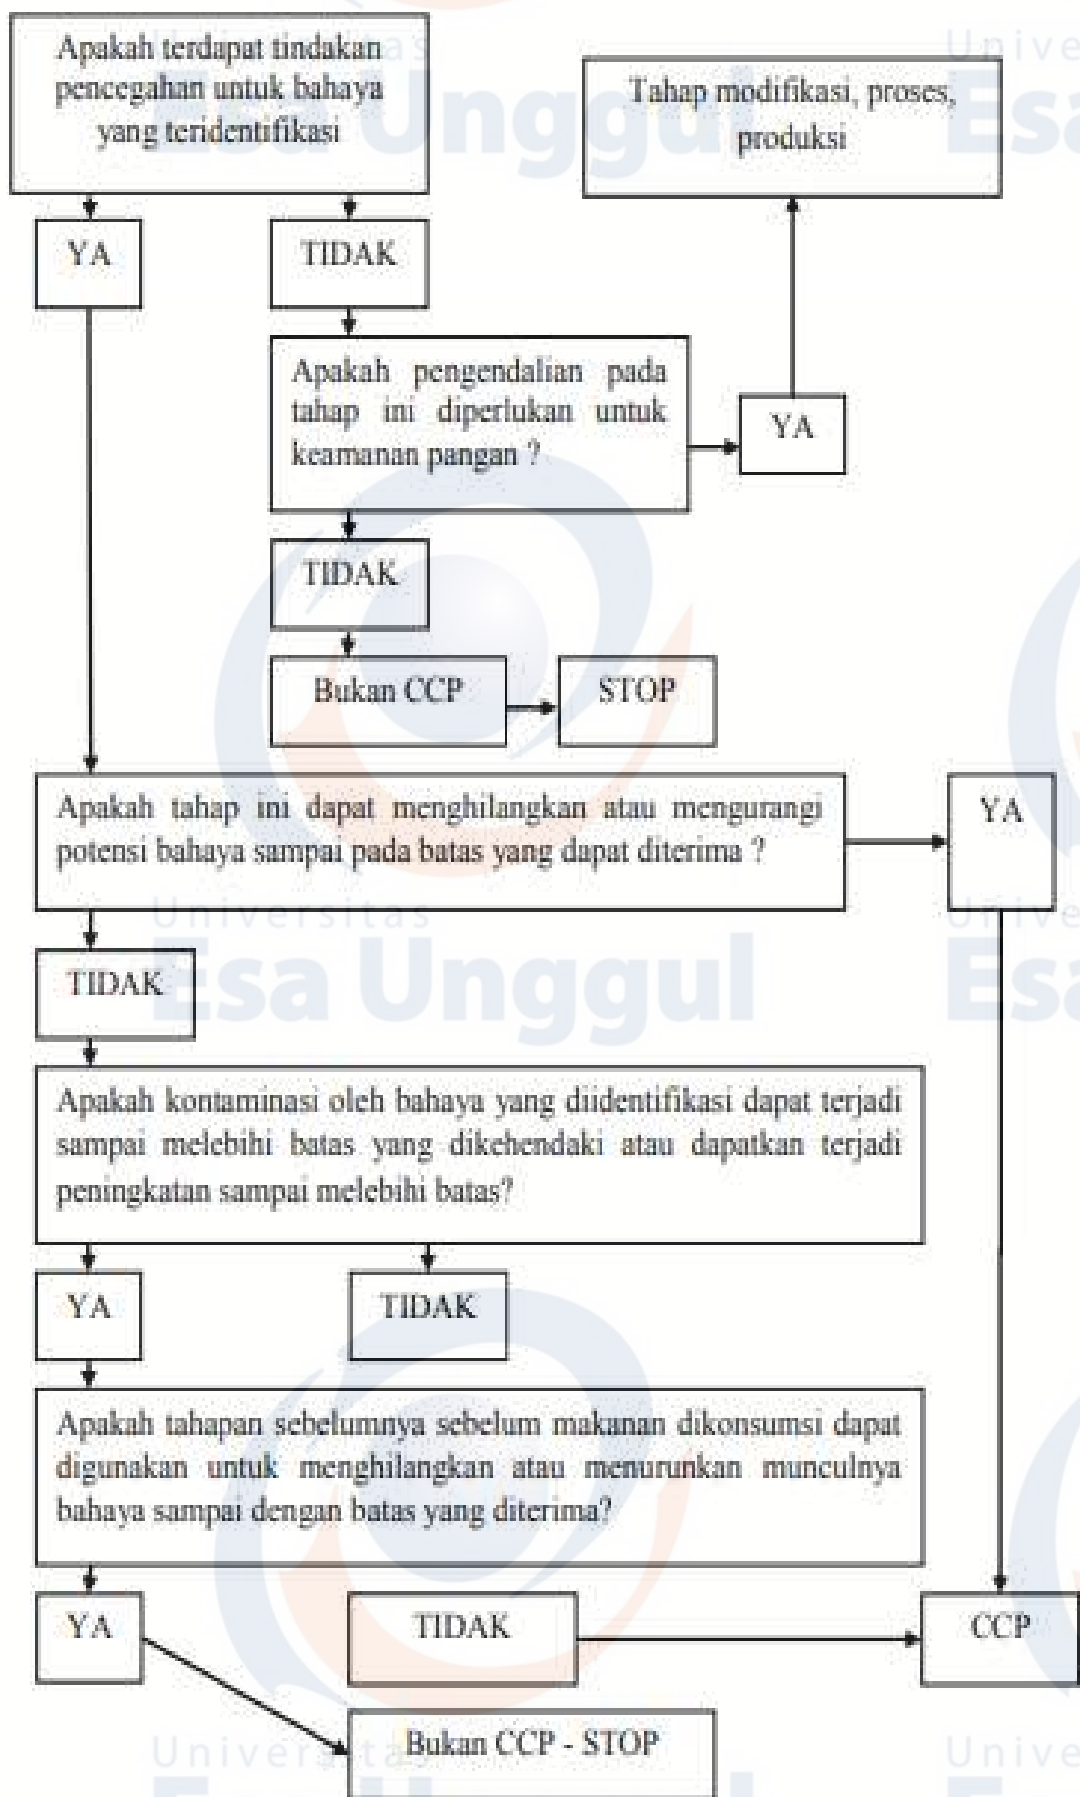 Apakah terdapat tindakan
pencegahan untuk bahaya
yang teridentifikasi
Tahap modifikasi, proses,
produksi
YA
TIDAK
Apakah pengendalian pada
tahap ini diperlukan untuk
keamanan pangan ?
YA
TIDAK
Bukan CCP
STOP
Apakah tahap ini dapat menghilangkan atau mengurangi
potensi bahaya sampai pada batas yang dapat diterima ?
YA
TIDAK
Apakah kontaminasi oleh bahaya yang diidentifikasi dapat terjadi
sampai melebihi batas yang dikehendaki atau dapatkan terjadi
peningkatan sampai melebihi batas?
YA
TIDAK
Apakah tahapan sebelumnya sebelum makanan dikonsumsi dapat
digunakan untuk menghilangkan atau menurunkan munculnya
bahaya sampai dengan batas yang diterima?
YA
TIDAK
CCP
Bukan CCP - STOP
Universitas
Esa Unggul